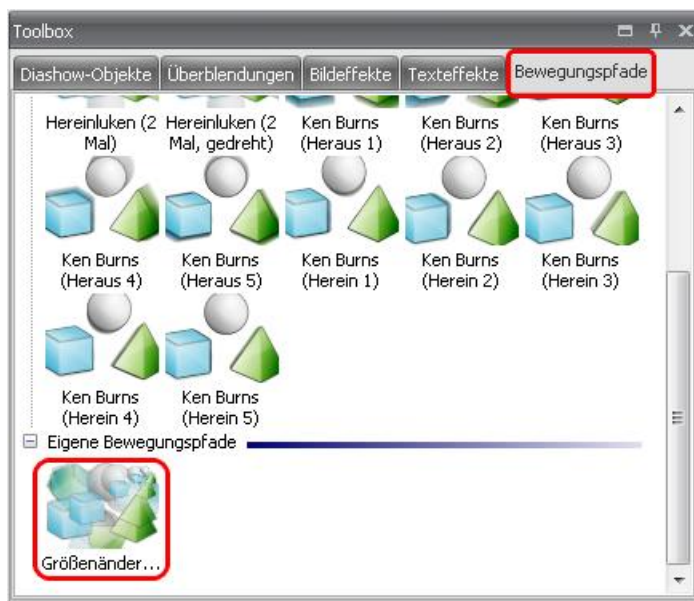 Toolbox
Diashow-Objekte Überblendungen Bildeffekte Texteffekte Bewegungspfade
Hereinluken (2 Hereinluken (2 Ken Burns Ken Burns Ken Burns
Mal) Mal, gedreht) (Heraus 1) (Heraus 2) (Heraus 3)
Ken Burns Ken Burns Ken Burns Ken Burns Ken Burns
(Heraus 4) (Heraus 5) (Herein 1) (Herein 2) (Herein 3)
Ken Burns Ken Burns
(Herein 4) (Herein 5)
Eigene Bewegungspfade
Größenänder...